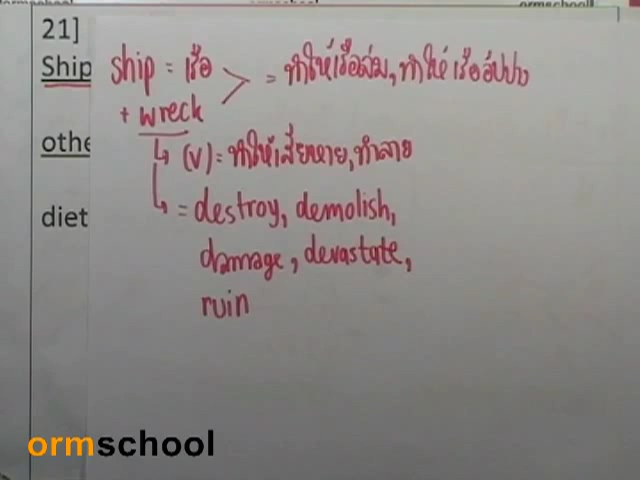 ormschool
21]
Ship
ship = เรือ
+ wreck
= ทำให้เรือล่ม, ทำให้เรืออัปปาง
othe
↳ (v) = ทำให้เสียหาย, ทำลาย
diet
↳ = destroy, demolish,
damage, devastate,
ruin
ormschool